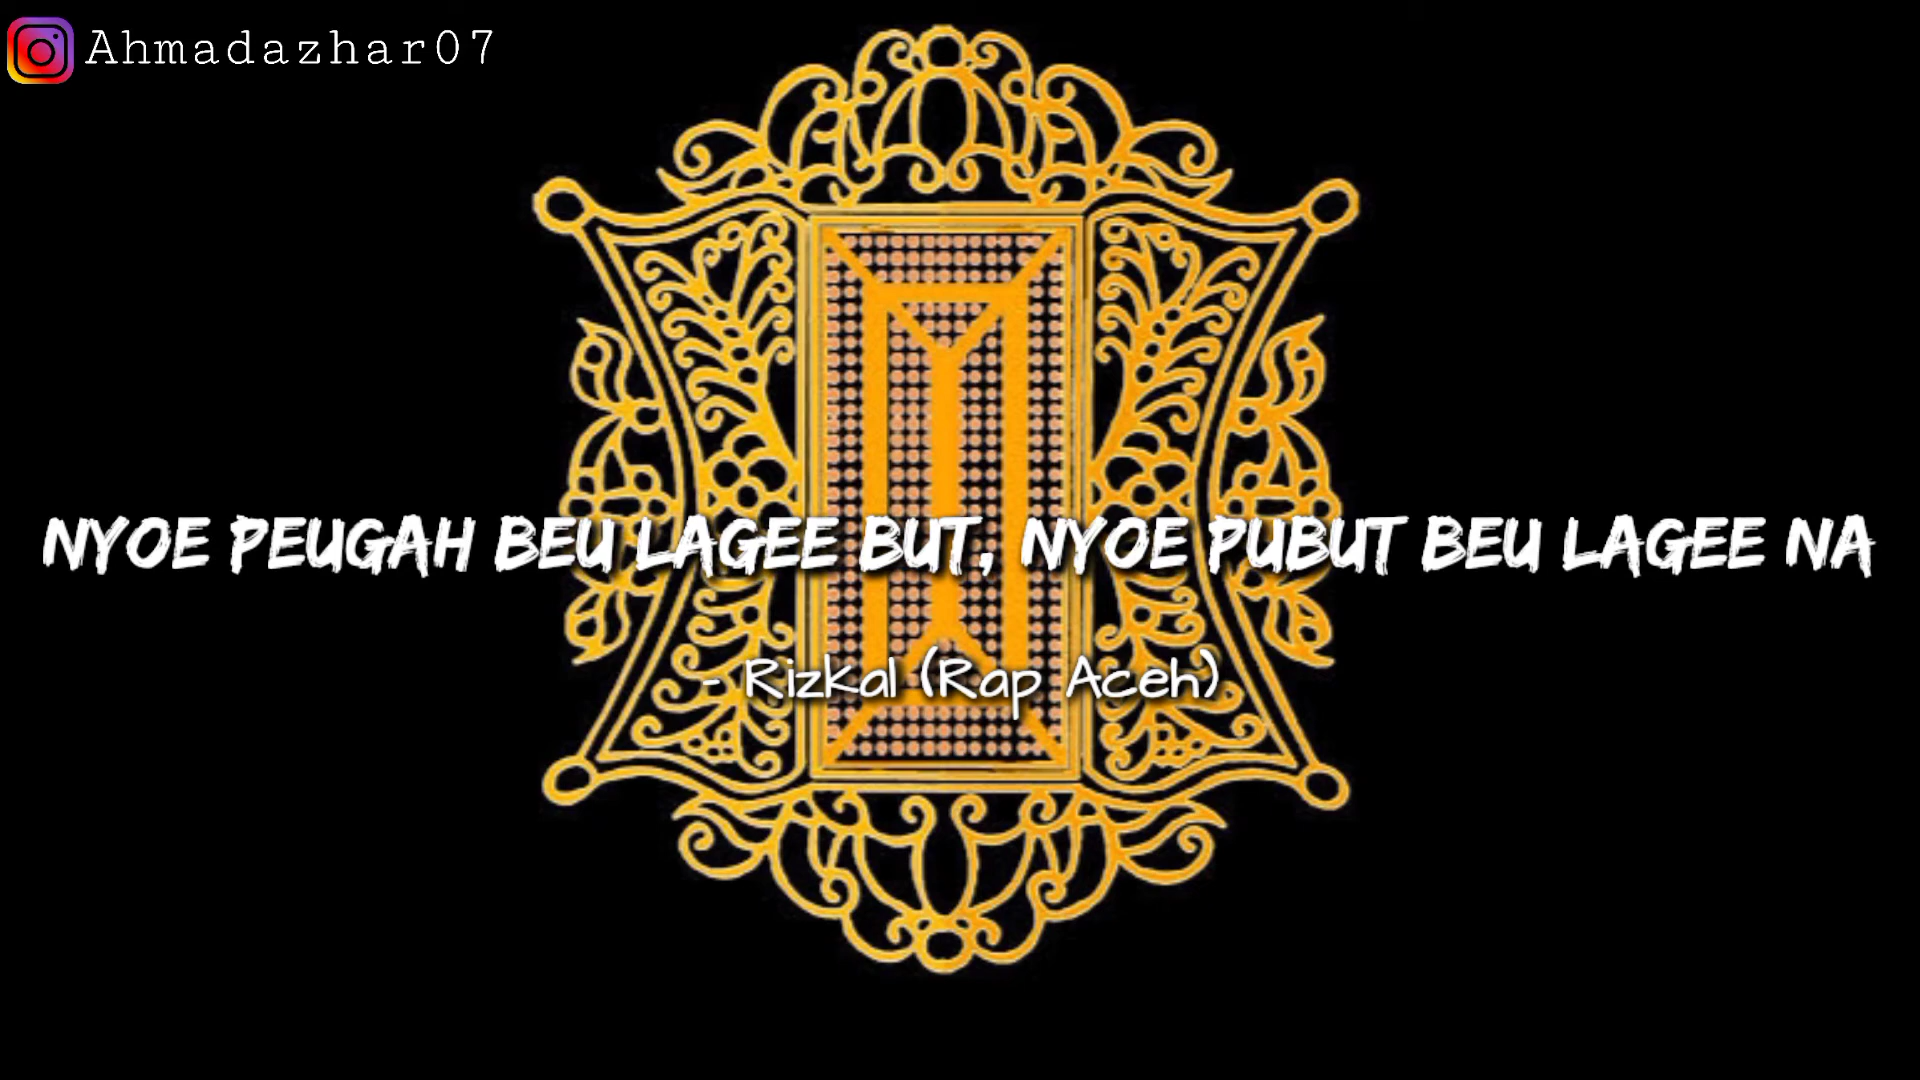 Ahmadazhar07
NYOE PEUGAH BEU LAGEE BUT, NYOE PUBUT BEU LAGEE NA
- Rizkal (Rap Aceh)